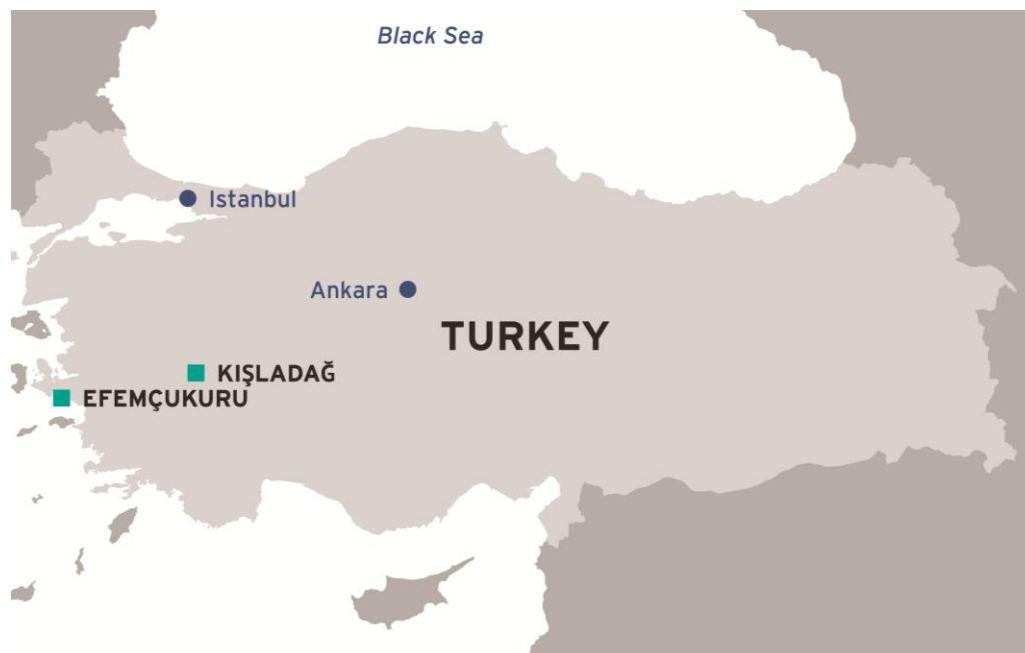 Black Sea
Istanbul
Ankara
TURKEY
KIŞLADAĞ
EFEMÇUKURU